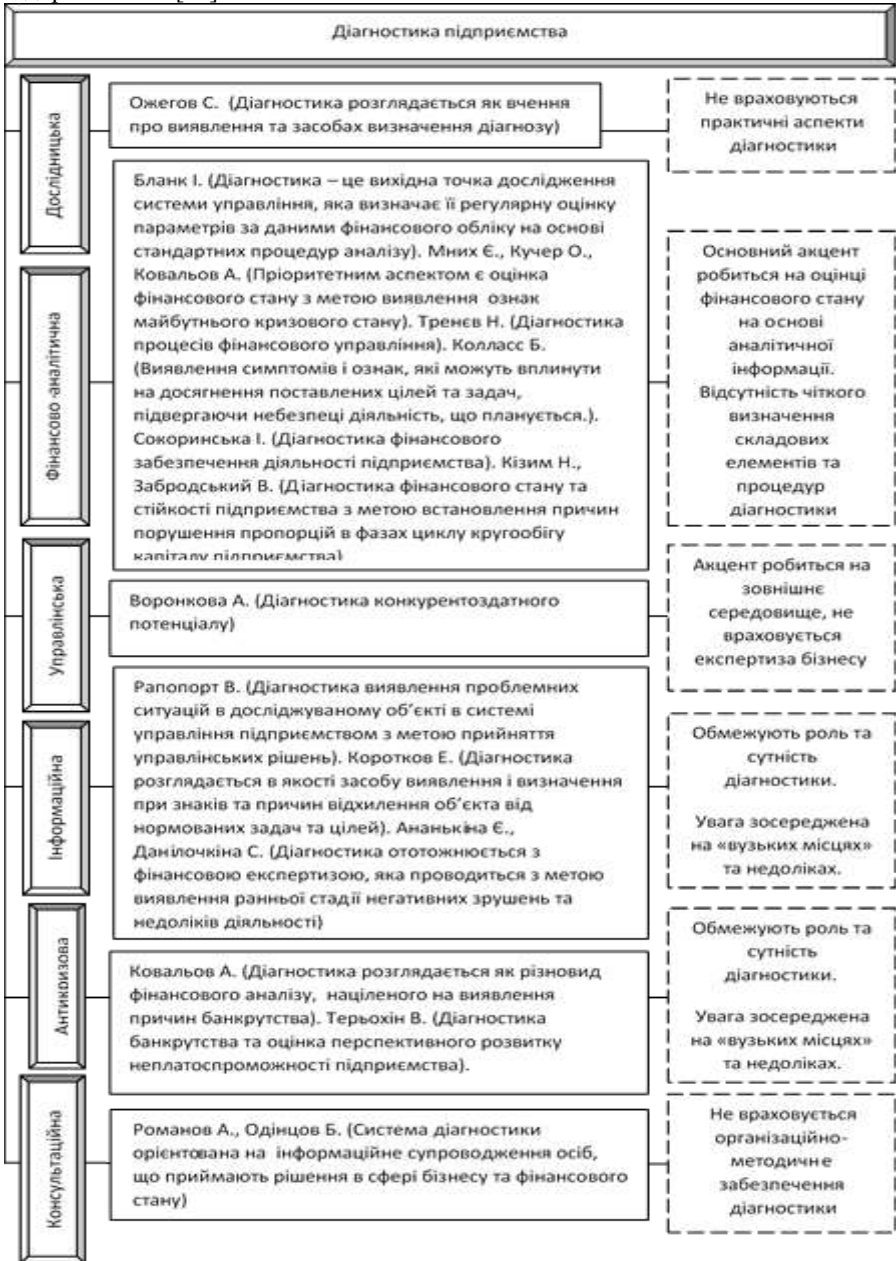 Діагностика підприємства
Дослідницька
Ожегов С. (Діагностика розглядається як вчення
про виявлення та засобах визначення діагнозу)
Не враховуються
практичні аспекти
діагностики
Фінансово-аналітична
Бланк І. (Діагностика – це вихідна точка дослідження
системи управління, яка визначає її регулярну оцінку
параметрів за даними фінансового обліку на основі
стандартних процедур аналізу). Мних Є., Кучер О.,
Ковальов А. (Пріоритетним аспектом є оцінка
фінансового стану з метою виявлення ознак
майбутнього кризового стану). Тренєв Н. (Діагностика
процесів фінансового управління). Колласс Б.
(Виявлення симптомів і ознак, які можуть вплинути
на досягнення поставлених цілей та задач,
підвергаючи небезпеці діяльність, що планується.).
Сокоринська І. (Діагностика фінансового
забезпечення діяльності підприємства). Кізим Н.,
Забродський В. (Діагностика фінансового стану та
стійкості підприємства з метою встановлення причин
порушення пропорцій в фазах циклу кругообігу
капіталу підприємства)
Основний акцент
робиться на оцінці
фінансового стану
на основі
аналітичної
інформації.
Відсутність чіткого
визначення
складових
елементів та
процедур
діагностики
Управлінська
Воронкова А. (Діагностика конкурентоздатного
потенціалу)
Акцент робиться на
зовнішнє
середовище, не
враховується
експертиза бізнесу
Інформаційна
Рапопорт В. (Діагностика виявлення проблемних
ситуацій в досліджуваному об’єкті в системі
управління підприємством з метою прийняття
управлінських рішень). Коротков Е. (Діагностика
розглядається в якості засобу виявлення і визначення
при знаків та причин відхилення об’єкта від
нормованих задач та цілей). Ананькіна Є.,
Данілочкіна С. (Діагностика ототожнюється з
фінансовою експертизою, яка проводиться з метою
виявлення ранньої стадії негативних зрушень та
недоліків діяльності)
Обмежують роль та
сутність
діагностики.
Увага зосереджена
на «вузьких місцях»
та недоліках.
Антикризова
Ковальов А. (Діагностика розглядається як різновид
фінансового аналізу, націленого на виявлення
причин банкрутства). Терьохін В. (Діагностика
банкрутства та оцінка перспективного розвитку
неплатоспроможності підприємства).
Обмежують роль та
сутність
діагностики.
Увага зосереджена
на «вузьких місцях»
та недоліках.
Консультаційна
Романов А., Одінцов Б. (Система діагностики
орієнтована на інформаційне супроводження осіб,
що приймають рішення в сфері бізнесу та фінансового
стану)
Не враховується
організаційно-
методичне
забезпечення
діагностики